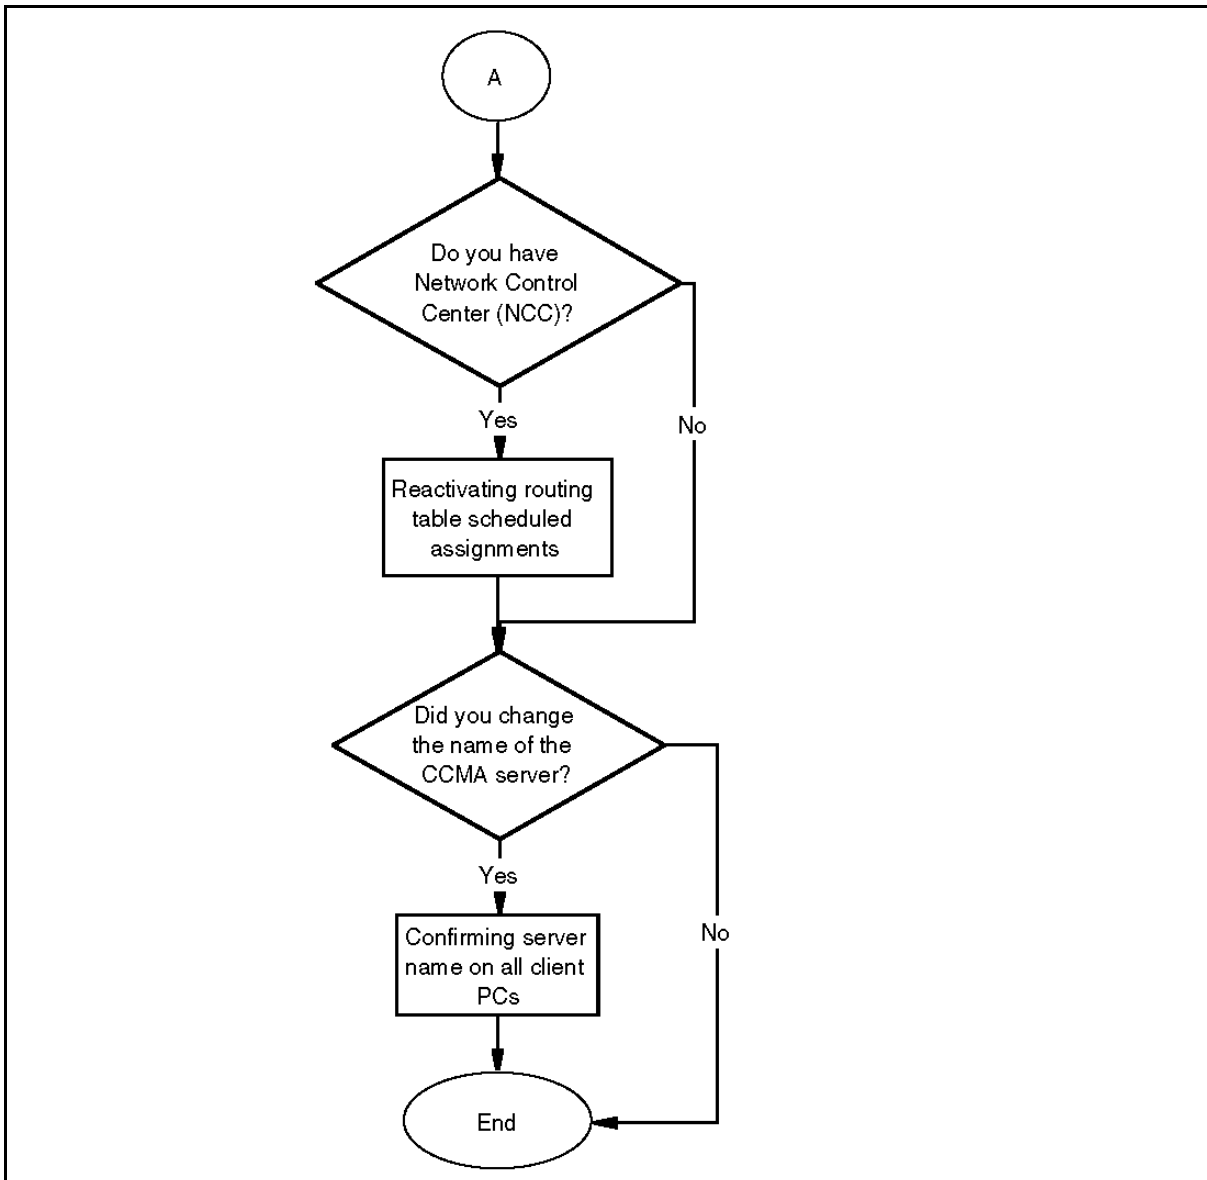 A
Do you have
Network Control
Center (NCC)?
Yes
No
Reactivating routing
table scheduled
assignments
Did you change
the name of the
CCMA server?
Yes
No
Confirming server
name on all client
PCs
End